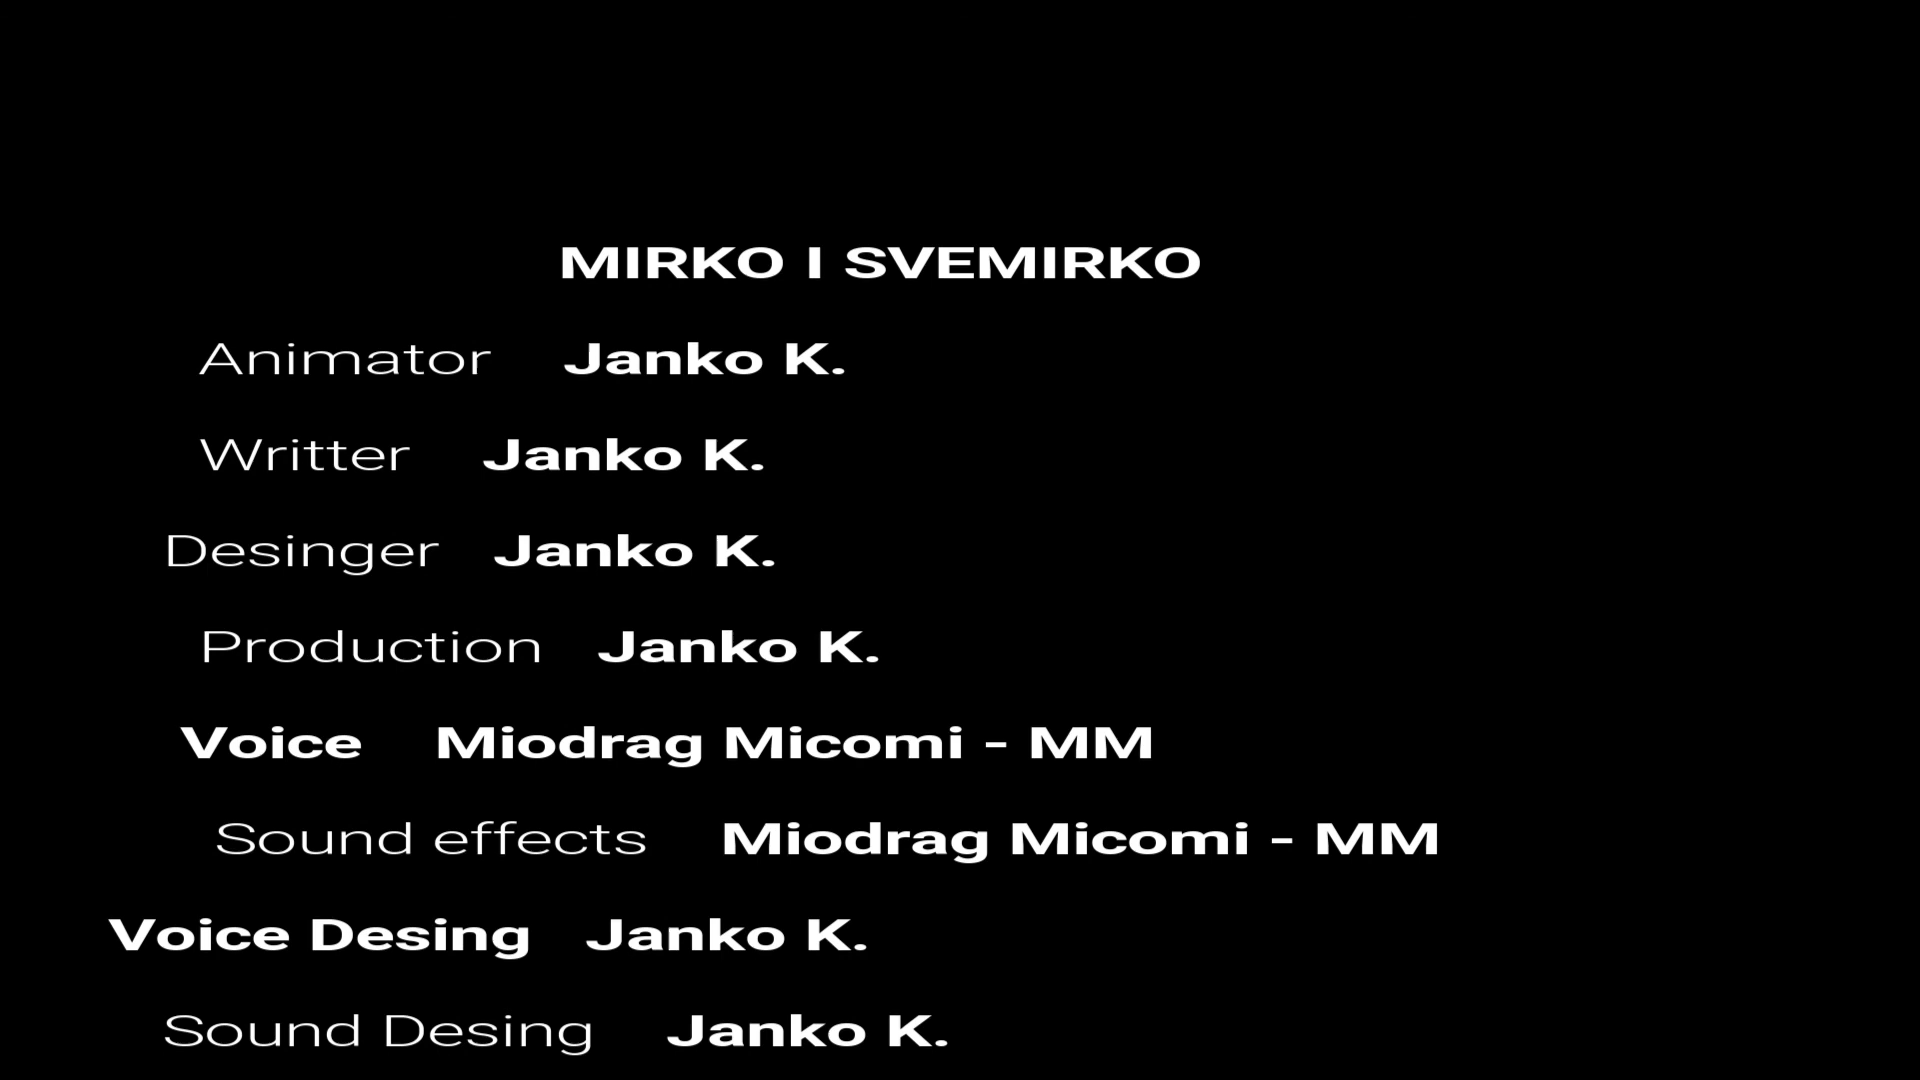 MIRKO I SVEMIRKO
Animator Janko K.
Writter Janko K.
Desinger Janko K.
Production Janko K.
Voice Miodrag Micomi - MM
Sound effects Miodrag Micomi - MM
Voice Desing Janko K.
Sound Desing Janko K.